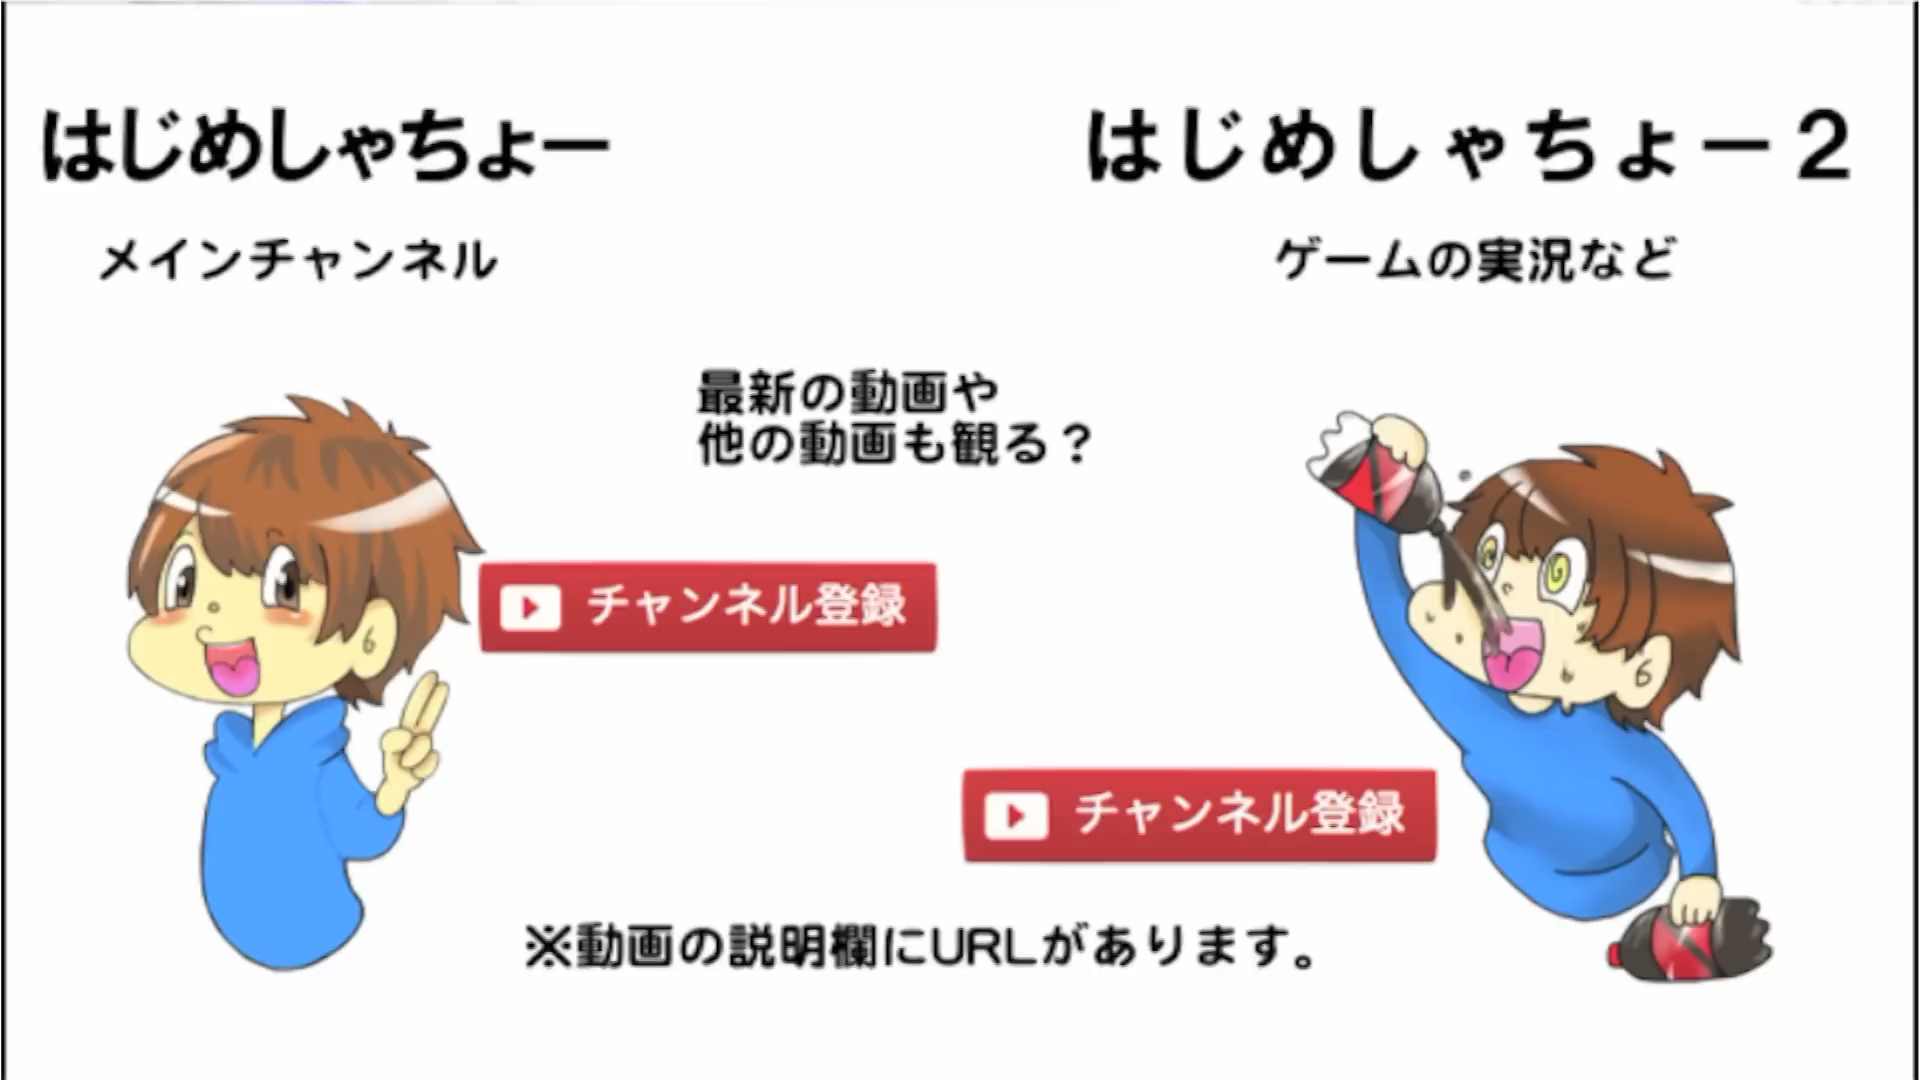 はじめしゃちょー
はじめしゃちょー２
メインチャンネル
ゲームの実況など
最新の動画や
他の動画も観る？
チャンネル登録
チャンネル登録
※動画の説明欄にURLがあります。